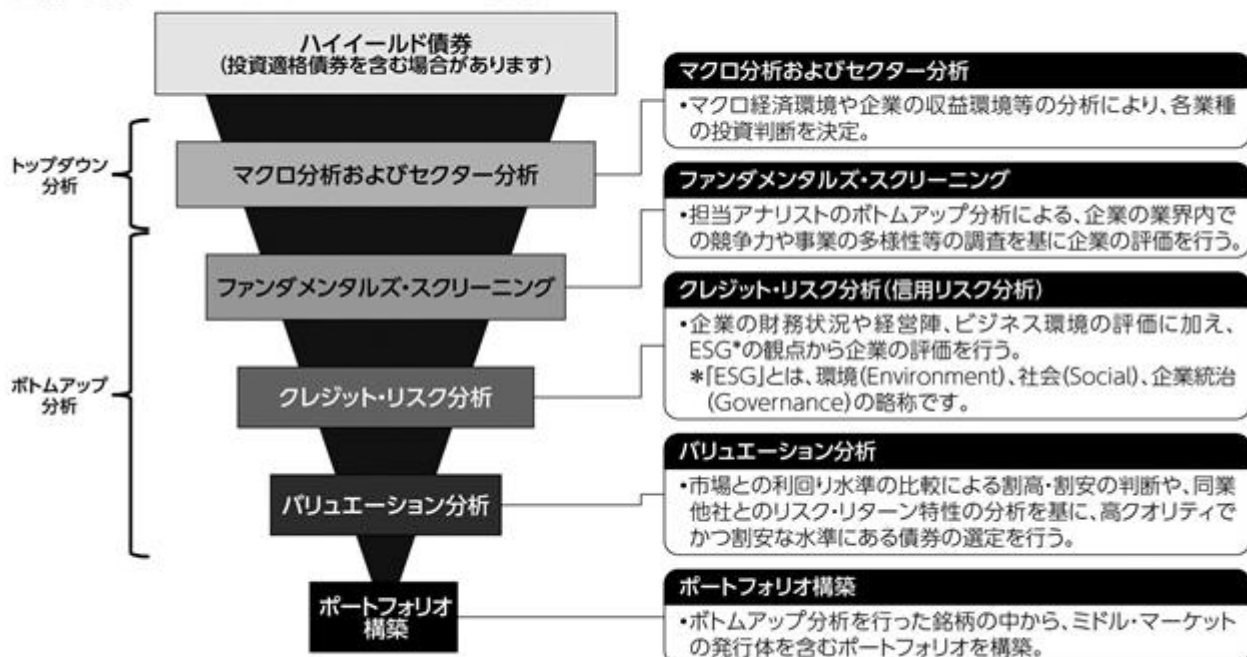 ハイイールド債券
(投資適格債券を含む場合があります)
トップダウン
分析
マクロ分析およびセクター分析
ファンダメンタルズ・スクリーニング
ボトムアップ
分析
クレジット・リスク分析
バリュエーション分析
ポートフォリオ
構築
マクロ分析およびセクター分析
•マクロ経済環境や企業の収益環境等の分析により、各業種
の投資判断を決定。
ファンダメンタルズ・スクリーニング
•担当アナリストのボトムアップ分析による、企業の業界内で
の競争力や事業の多様性等の調査を基に企業の評価を行う。
クレジット・リスク分析(信用リスク分析)
•企業の財務状況や経営陣、ビジネス環境の評価に加え、
ESG*の観点から企業の評価を行う。
*「ESG」とは、環境(Environment)、社会(Social)、企業統治
(Governance)の略称です。
バリュエーション分析
•市場との利回り水準の比較による割高・割安の判断や、同業
他社とのリスク・リターン特性の分析を基に、高クオリティで
かつ割安な水準にある債券の選定を行う。
ポートフォリオ構築
•ボトムアップ分析を行った銘柄の中から、ミドル・マーケット
の発行体を含むポートフォリオを構築。